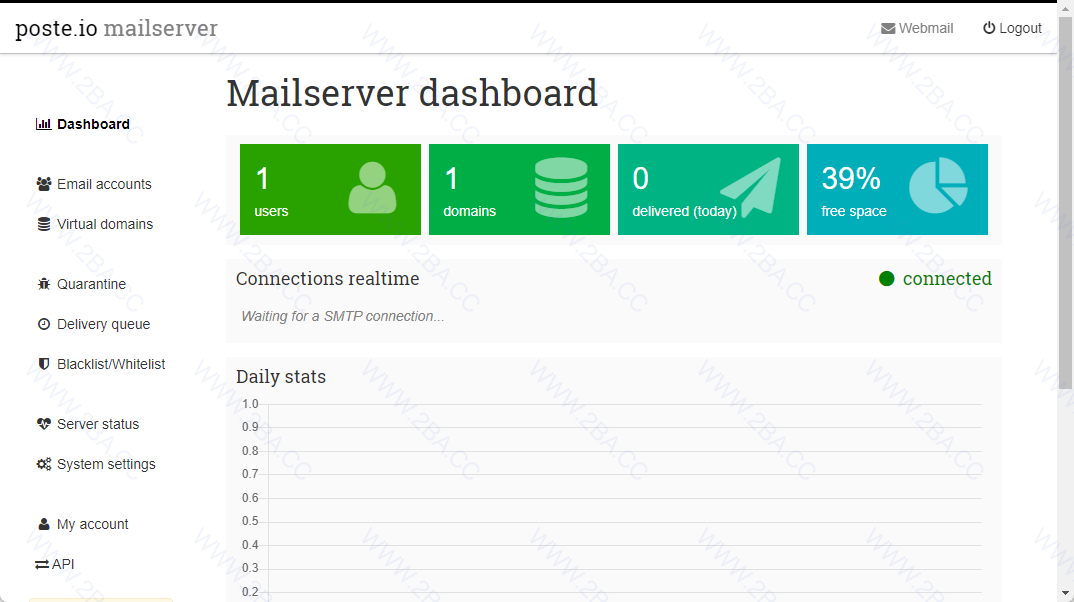 poste.io mailserver
Webmail
Logout
Dashboard
Email accounts
Virtual domains
Quarantine
Delivery queue
Blacklist/Whitelist
Server status
System settings
My account
API
Mailserver dashboard
1
users
1
domains
0
delivered (today)
39%
free space
Connections realtime
connected
Waiting for a SMTP connection...
Daily stats
1.0
0.9
0.8
0.7
0.6
0.5
0.4
0.3
0.2
WWW.2BA.CC